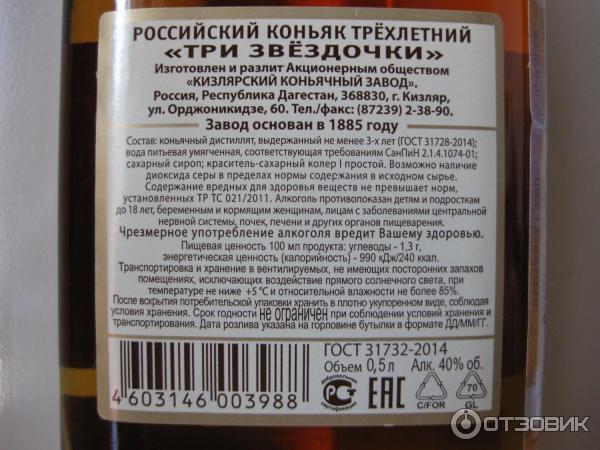 РОССИЙСКИЙ КОНЬЯК ТРЁХЛЕТНИЙ
«ТРИ ЗВЁЗДОЧКИ»
Изготовлен и разлит Акционерным обществом
«КИЗЛЯРСКИЙ КОНЬЯЧНЫЙ ЗАВОД».
Россия, Республика Дагестан, 368830, г. Кизляр,
ул. Орджоникидзе, 60. Тел./факс: (87239) 2-38-90.
Завод основан в 1885 году
Состав: коньячный дистиллят, выдержанный не менее 3-х лет (ГОСТ 31728-2014);
вода питьевая умягченная, соответствующая требованиям СанПиН 2.1.4.1074-01;
сахарный сироп; краситель-сахарный колер I простой. Возможно наличие
диоксида серы в пределах нормы содержания в исходном сырье.
Содержание вредных для здоровья веществ не превышает норм,
установленных ТР ТС 021/2011. Алкоголь противопоказан детям и подросткам
до 18 лет, беременным и кормящим женщинам, лицам с заболеваниями центральной
нервной системы, почек, печени и других органов пищеварения.
Чрезмерное употребление алкоголя вредит Вашему здоровью.
Пищевая ценность 100 мл продукта: углеводы - 1,3 г,
энергетическая ценность (калорийность) - 990 кДж/240 ккал.
Транспортировка и хранение в вентилируемых, не имеющих посторонних запахов
помещениях, исключающих воздействие прямого солнечного света, при
температуре не ниже +5 °С и относительной влажности не более 85%.
После вскрытия потребительской упаковки хранить в плотно укупоренном виде, соблюдая
условия хранения. Срок годности не ограничен при соблюдении условий хранения и
транспортирования. Дата розлива указана на горловине бутылки в формате ДД/ММ/ГГ.
ГОСТ 31732-2014
Объем 0,5 л Алк. 40% об.
4 603146 003988
добровольная
сертификация
РСТ
EAC
C/FOR
70
GL
ОТЗОВИК